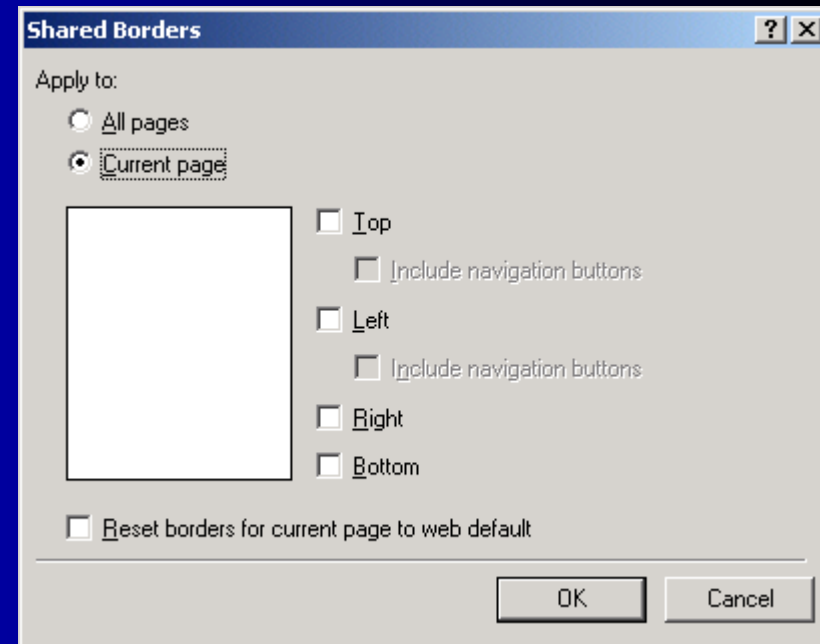 Shared Borders
Apply to:
All pages
Current page
Top
Include navigation buttons
Left
Include navigation buttons
Right
Bottom
Reset borders for current page to web default
OK Cancel